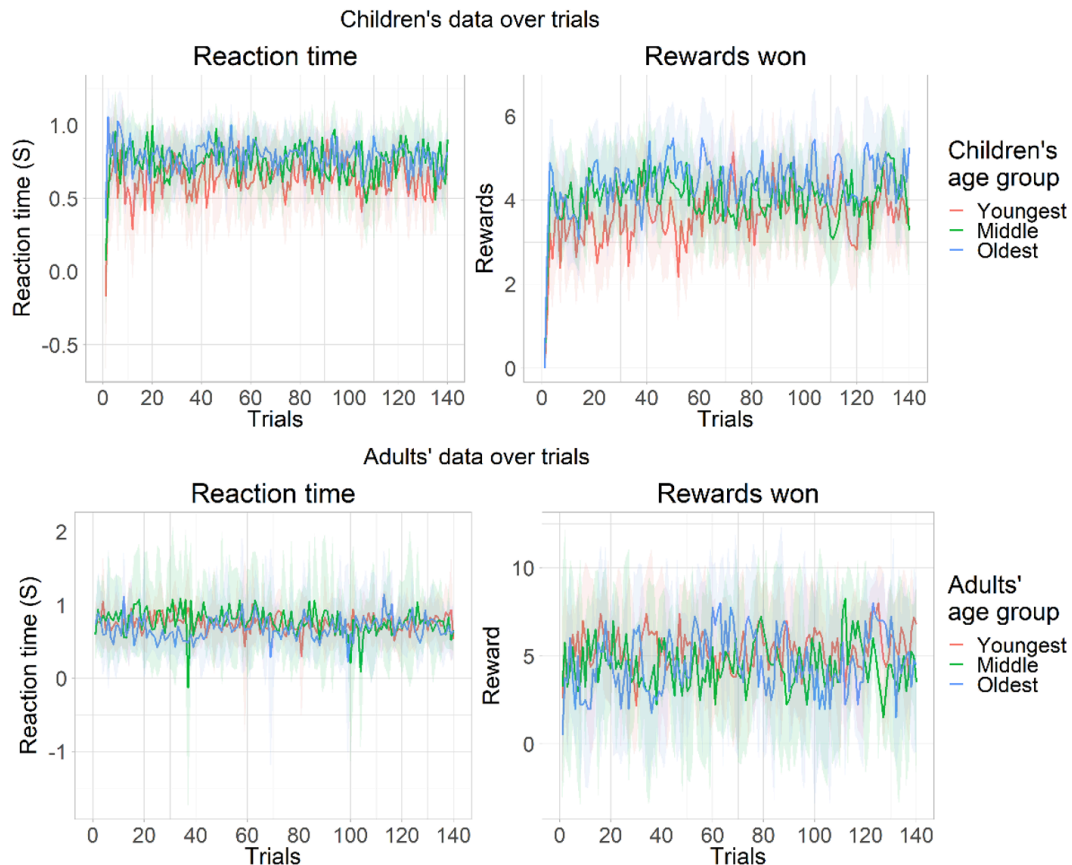 Children's data over trials
Reaction time
Rewards won
Reaction time (S)
1.0
0.5
0.0
-0.5
0 20 40 60 80 100 120 140
Trials
Rewards
6
4
2
0
0 20 40 60 80 100 120 140
Trials
Children's
age group
Youngest
Middle
Oldest
Adults' data over trials
Reaction time
Rewards won
Reaction time (S)
2
1
0
-1
0 20 40 60 80 100 120 140
Trials
Reward
10
5
0
0 20 40 60 80 100 120 140
Trials
Adults'
age group
Youngest
Middle
Oldest